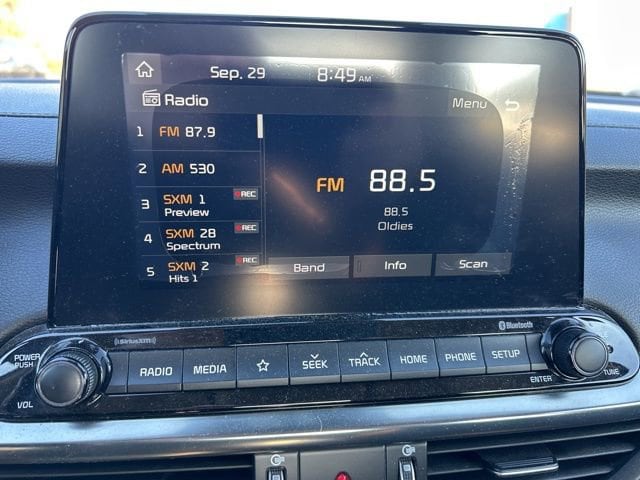 Sep. 29 8:49 AM
Radio Menu
1 FM 87.9
2 AM 530
3 SXM 1 REC
Preview
4 SXM 28 REC
Spectrum
5 SXM 2 REC
Hits 1
FM 88.5
88.5
Oldies
Band Info Scan
((SiriusXM)) Bluetooth
POWER
PUSH
VOL
RADIO MEDIA SEEK TRACK HOME PHONE SETUP
ENTER TUNE